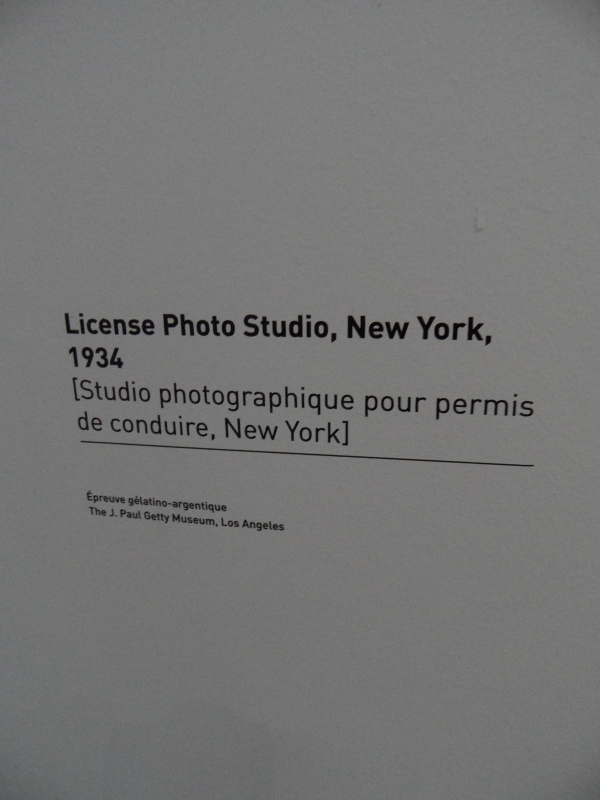 License Photo Studio, New York,
1934
[Studio photographique pour permis
de conduire, New York]
Épreuve gélatino-argentique
The J. Paul Getty Museum, Los Angeles